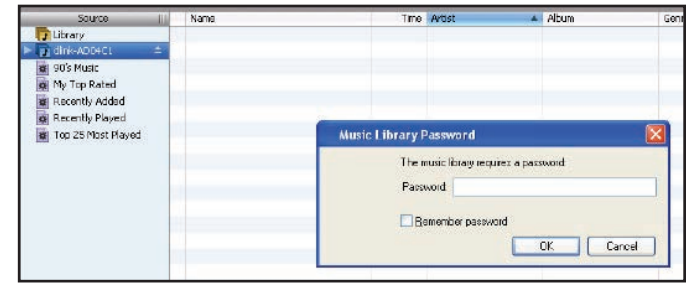 Source Name Time Artist Album Genr
Library
dlink-ADD4C1
90's Music
My Top Rated
Recently Added
Recently Played
Top 25 Most Played
Music Library Password
The music library requires a password
Password
Remember password
OK Cancel